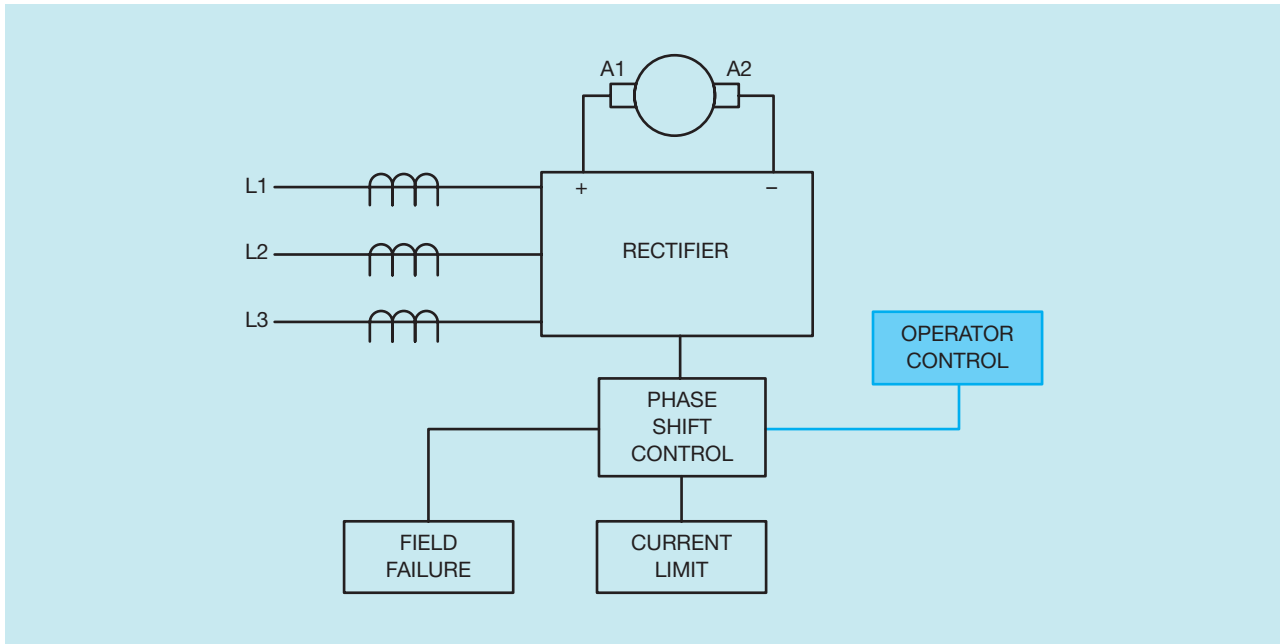 A1
A2
L1
+
−
L2
RECTIFIER
L3
OPERATOR
CONTROL
PHASE
SHIFT
CONTROL
FIELD
FAILURE
CURRENT
LIMIT